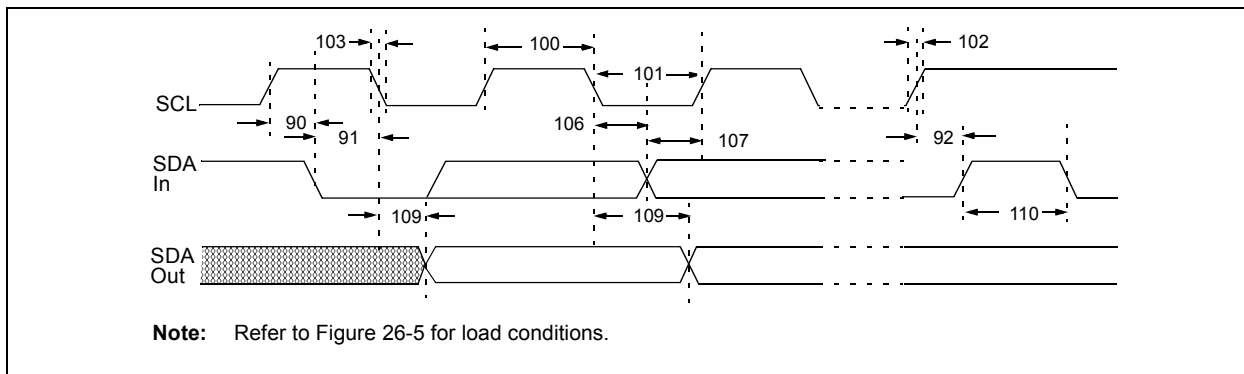 103
100
102
101
SCL
90
91
106
107
92
SDA
In
109
109
110
SDA
Out
Note: Refer to Figure 26-5 for load conditions.